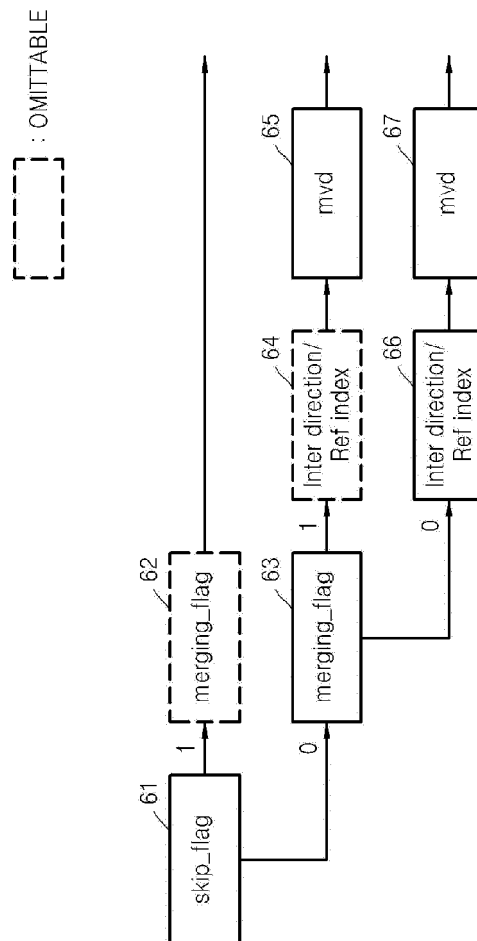 : OMITTABLE
61
skip_flag
1
0
62
merging_flag
63
merging_flag
1
0
64
Inter direction/
Ref index
65
mvd
66
Inter direction/
Ref index
67
mvd